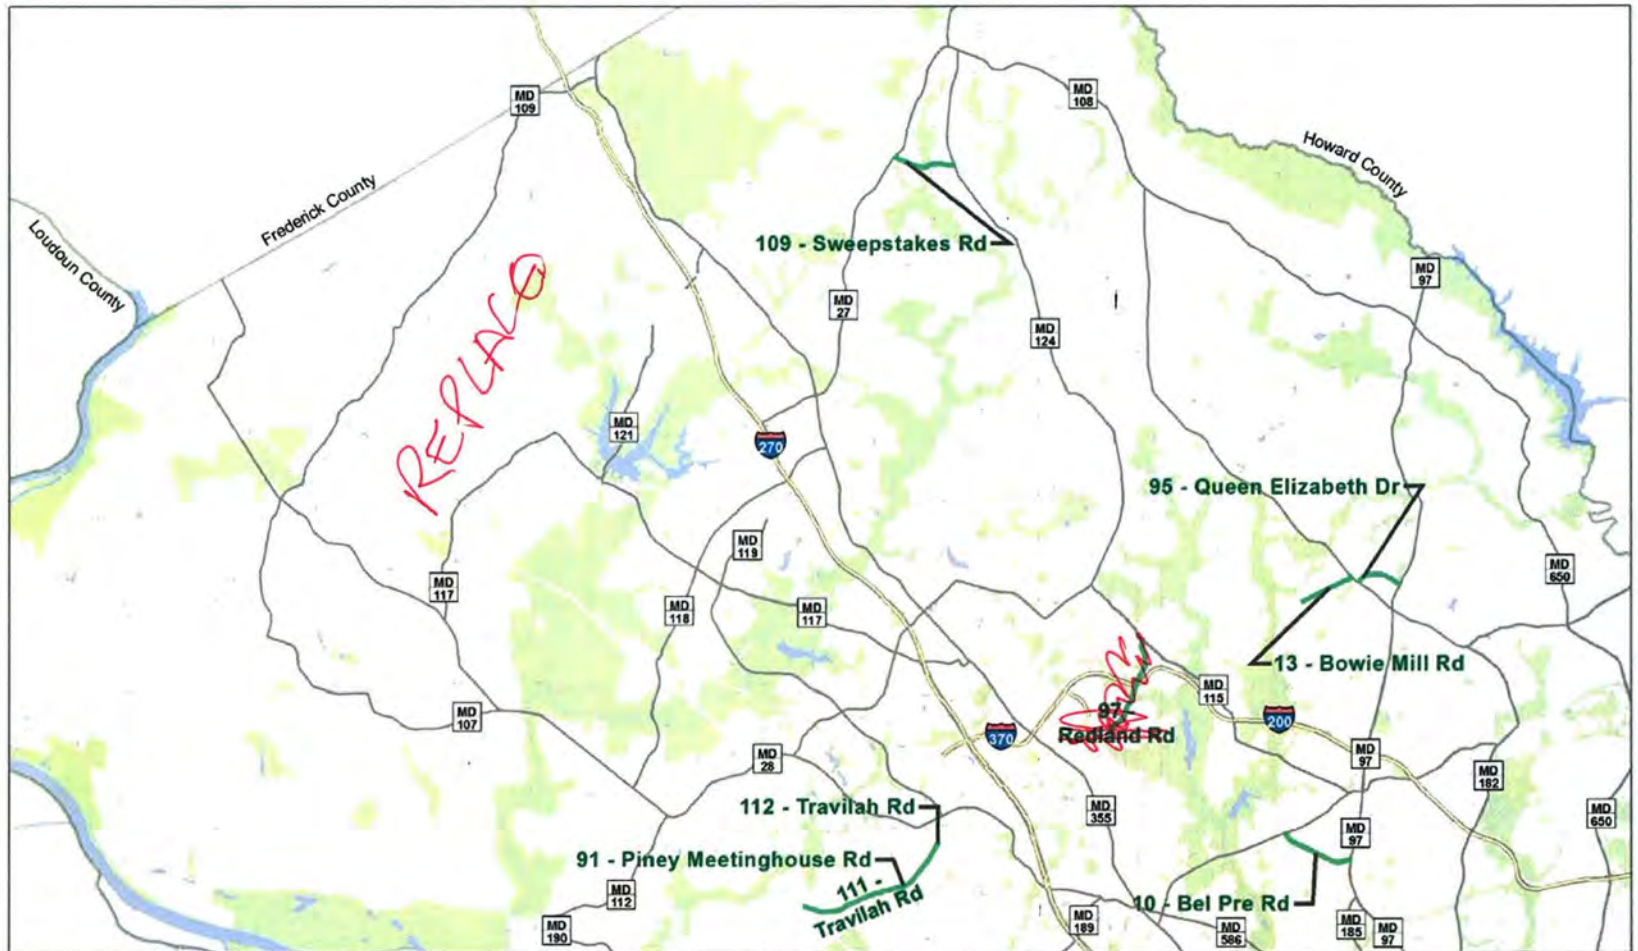 MD
109
MD
108
Howard County
Frederick County
Loudoun County
109 - Sweepstakes Rd
MD
97
MD
27
MD
124
REPLACE
MD
121
270
95 - Queen Elizabeth Dr
MD
119
MD
650
MD
117
MD
118
MD
117
13 - Bowie Mill Rd
MD
115
97 -
Redland Rd
MD
107
200
370
MD
28
MD
97
MD
182
112 - Travilah Rd
MD
355
MD
650
MD
97
91 - Piney Meetinghouse Rd
111 -
Travilah Rd
MD
112
10 - Bel Pre Rd
MD
190
MD
189
MD
586
MD
185
MD
97